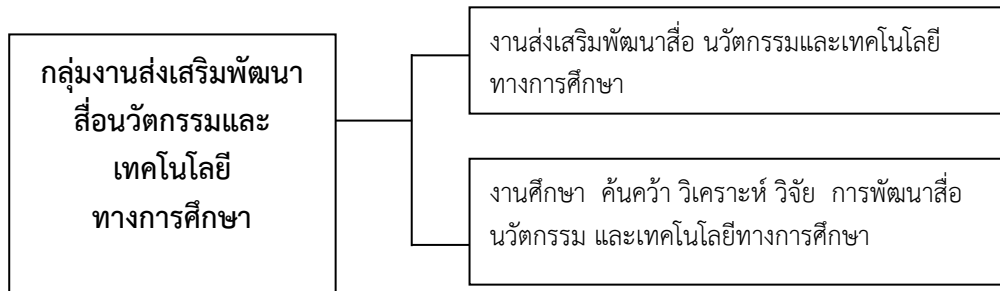 กลุ่มงานส่งเสริมพัฒนา
สื่อนวัตกรรมและ
เทคโนโลยี
ทางการศึกษา
งานส่งเสริมพัฒนาสื่อ นวัตกรรมและเทคโนโลยี
ทางการศึกษา
งานศึกษา ค้นคว้า วิเคราะห์ วิจัย การพัฒนาสื่อ
นวัตกรรม และเทคโนโลยีทางการศึกษา